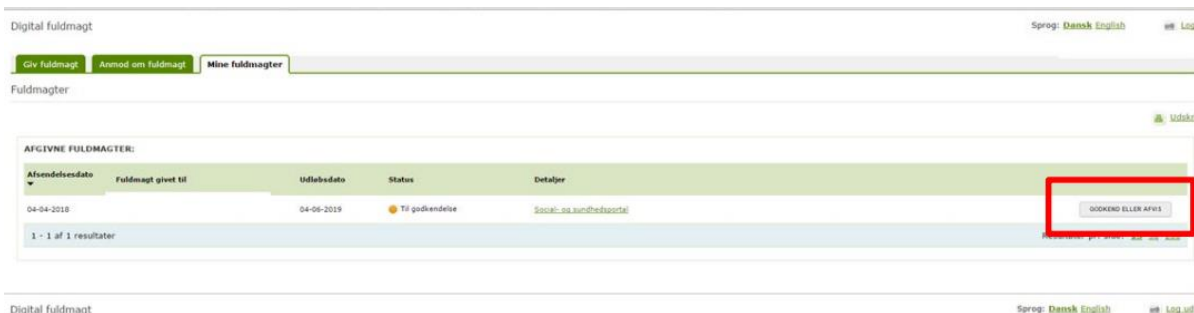 Digital fuldmagt Sprog: Dansk English Log
Giv fuldmagt Anmod om fuldmagt Mine fuldmagter
Fuldmagter
Udskr
AFGIVNE FULDMAGTER:
Afsendelsesdato Fuldmagt givet til Udløbsdato Status Detaljer
04-04-2018 04-06-2019 Til godkendelse Social- og sundhedsportal GODKEND ELLER AFVIS
1 - 1 af 1 resultater
Digital fuldmagt Sprog: Dansk English Log ud